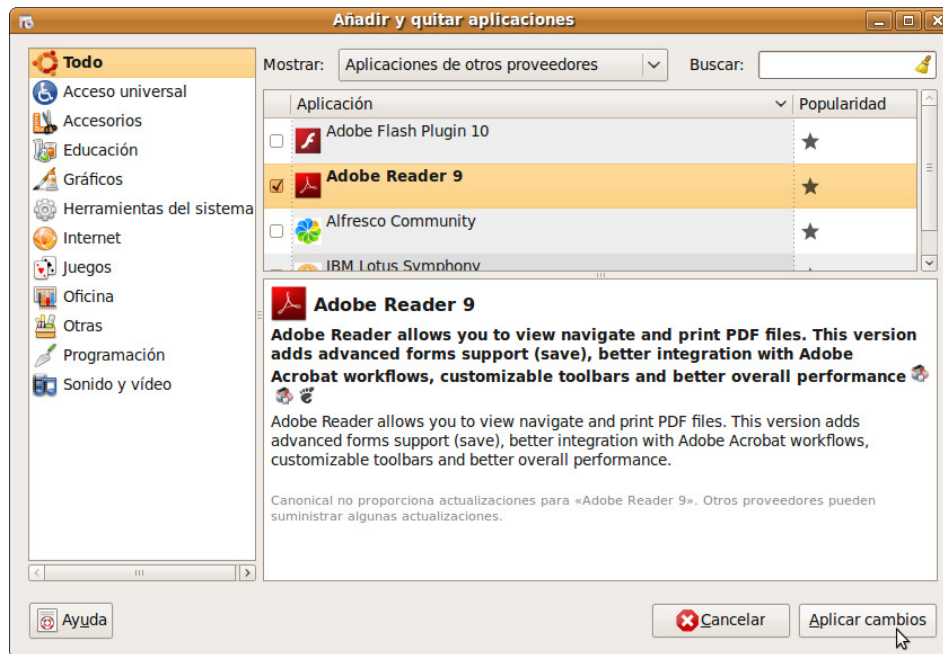 Añadir y quitar aplicaciones
Todo
Acceso universal
Accesorios
Educación
Gráficos
Herramientas del sistema
Internet
Juegos
Oficina
Otras
Programación
Sonido y vídeo
Mostrar: Aplicaciones de otros proveedores Buscar:
Aplicación Popularidad
Adobe Flash Plugin 10
Adobe Reader 9
Alfresco Community
IBM Lotus Symphony
Adobe Reader 9
Adobe Reader allows you to view navigate and print PDF files. This version
adds advanced forms support (save), better integration with Adobe
Acrobat workflows, customizable toolbars and better overall performance
Adobe Reader allows you to view navigate and print PDF files. This version adds
advanced forms support (save), better integration with Adobe Acrobat workflows,
customizable toolbars and better overall performance.
Canonical no proporciona actualizaciones para «Adobe Reader 9». Otros proveedores pueden
suministrar algunas actualizaciones.
Ayuda Cancelar Aplicar cambios